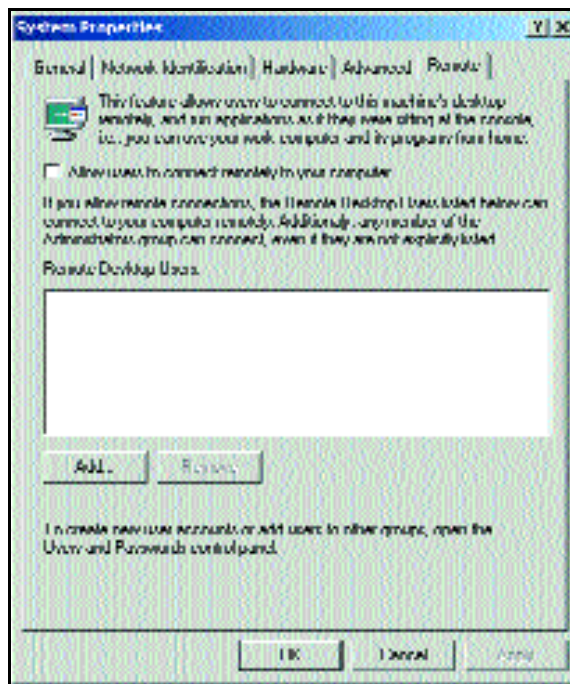 System Properties
General Network Identification Hardware Advanced Remote
This feature allows users to connect to this machine's desktop
remotely, and run applications as if they were sitting at the console,
i.e., you can use your work computer and its programs from home.
Allow users to connect remotely to your computer
If you allow remote connections, the Remote Desktop Users listed below can
connect to your computer remotely. Additionally, any member of the
Administrators group can connect, even if they are not explicitly listed.
Remote Desktop Users:
Add... Remove
To create new user accounts or add users to other groups, open the
Users and Passwords control panel.
OK Cancel Apply